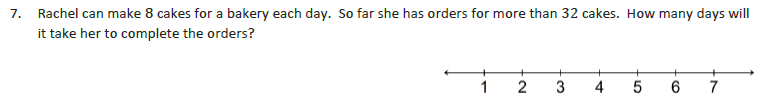 7. Rachel can make 8 cakes for a bakery each day. So far she has orders for more than 32 cakes. How many days will
it take her to complete the orders?
1 2 3 4 5 6 7